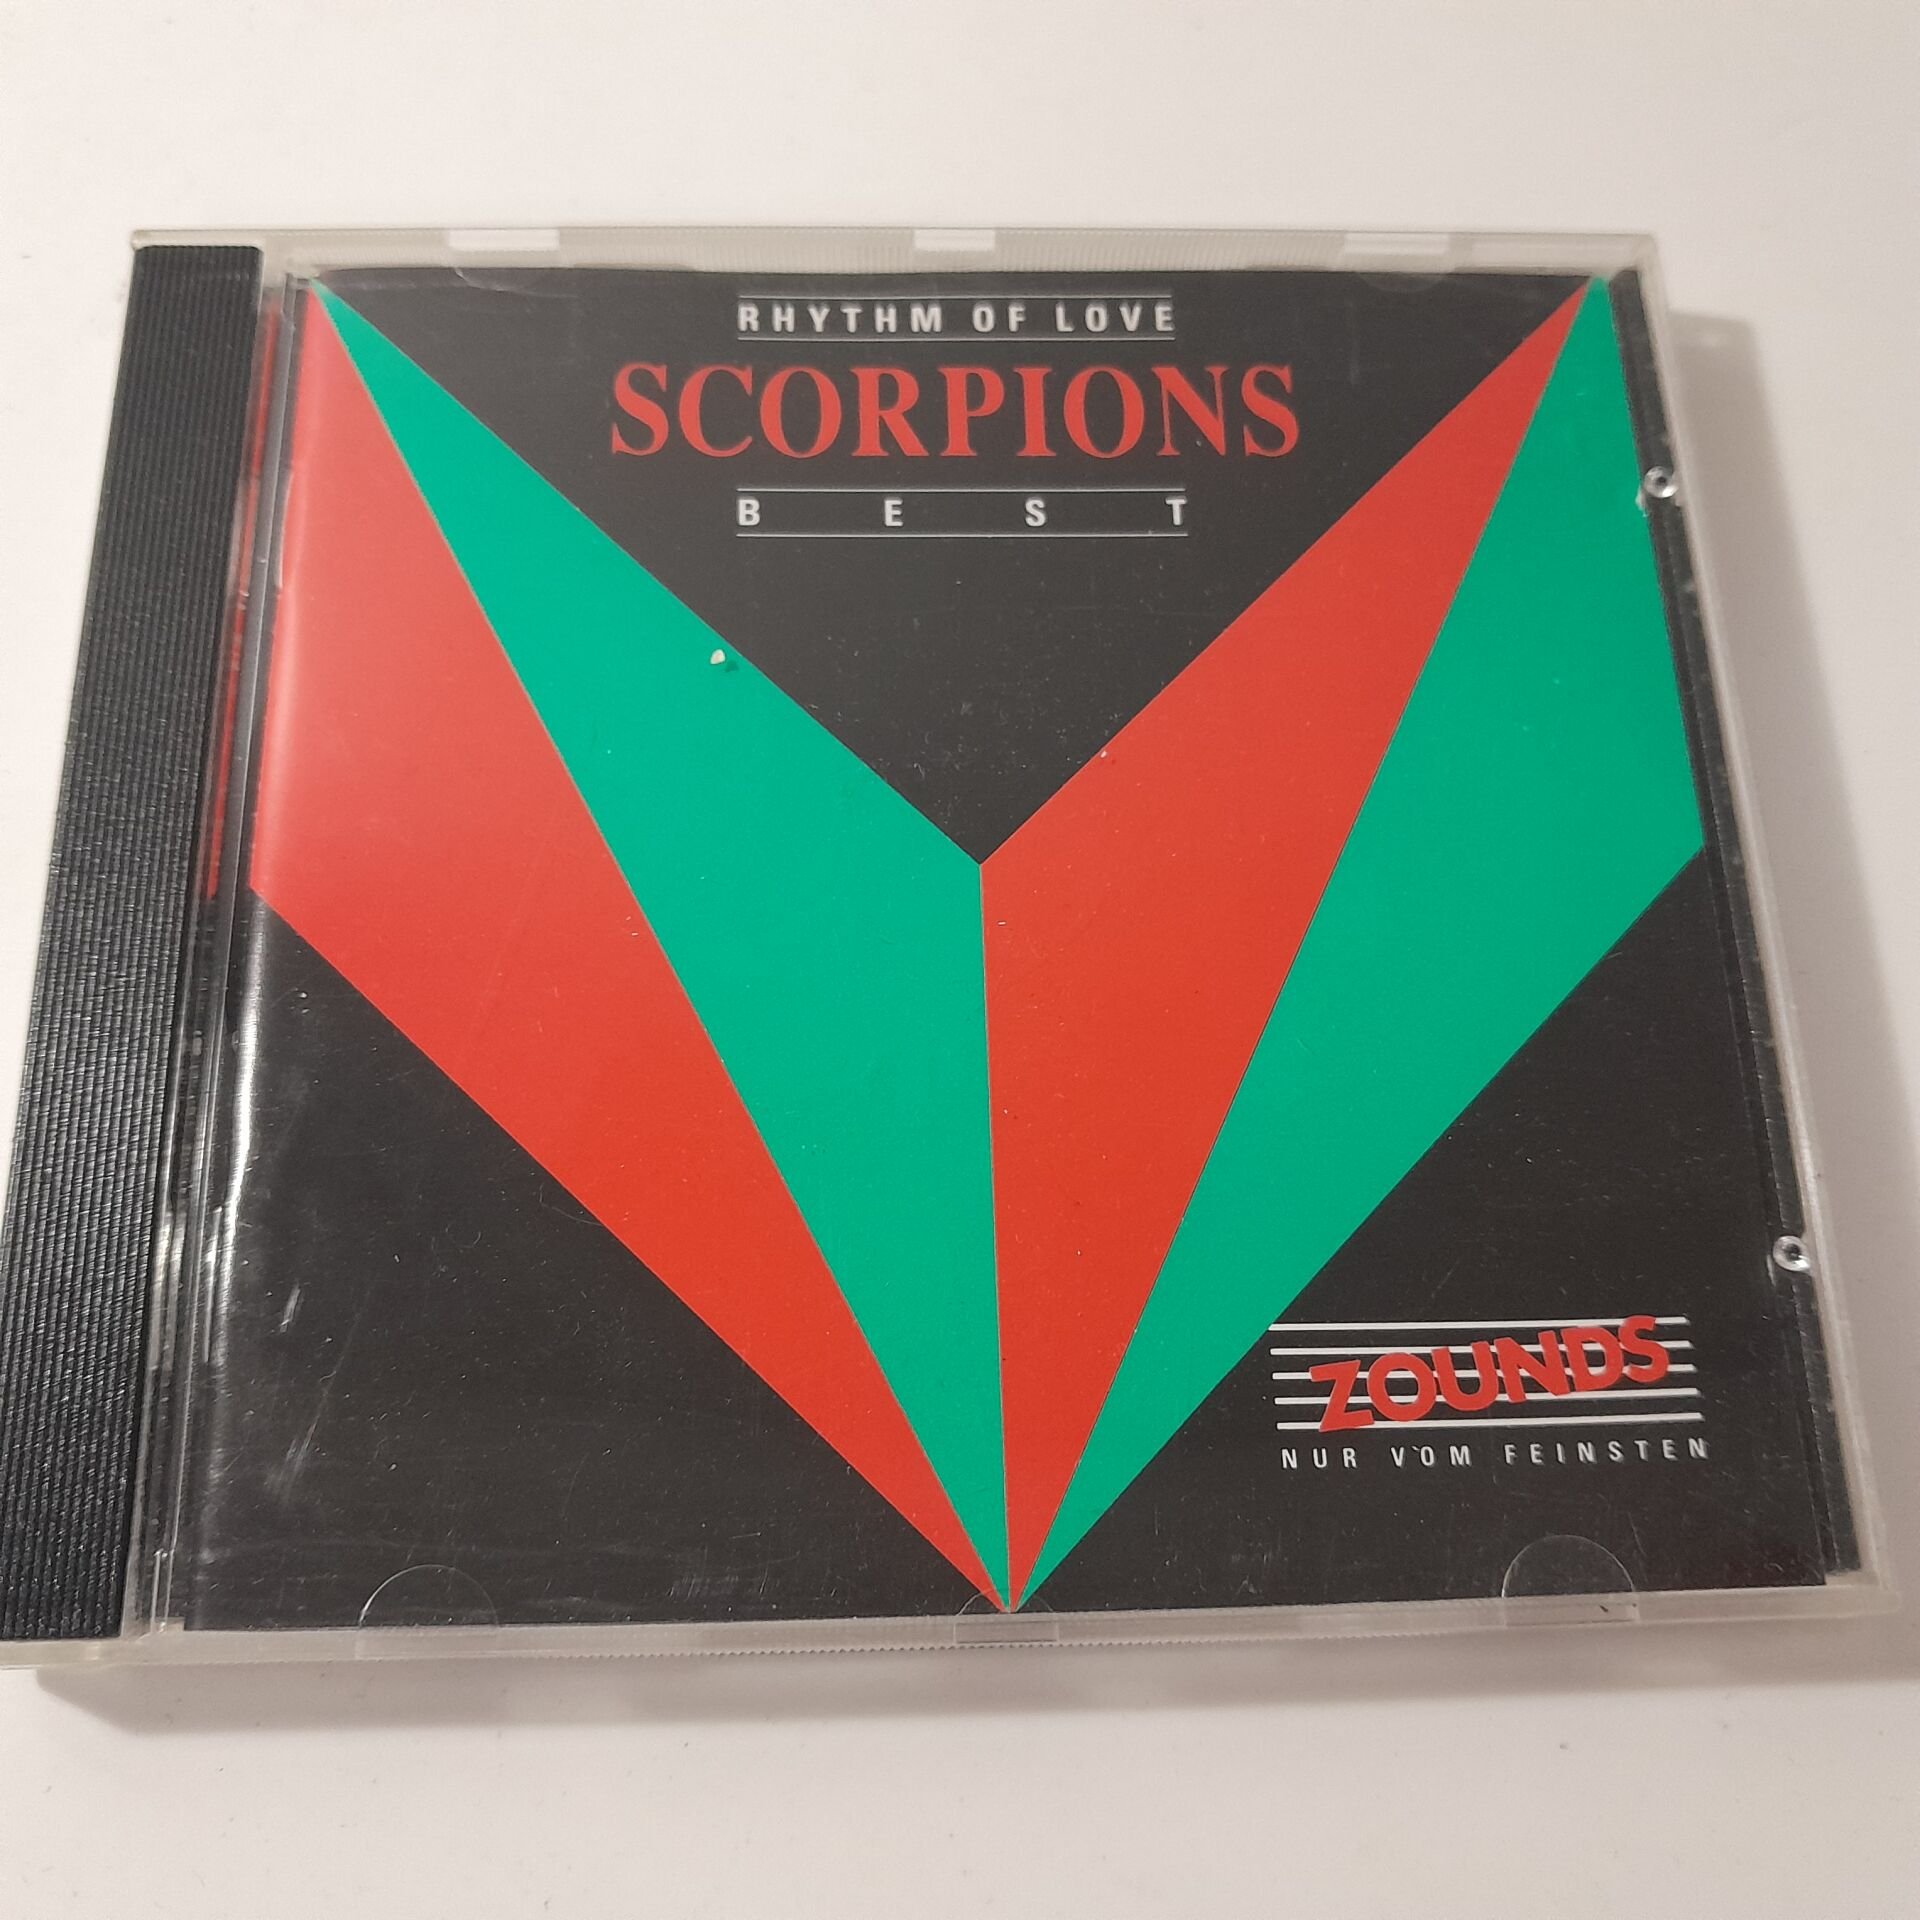 RHYTHM OF LOVE
SCORPIONS
BEST
ZOUNDS
NUR VOM FEINSTEN